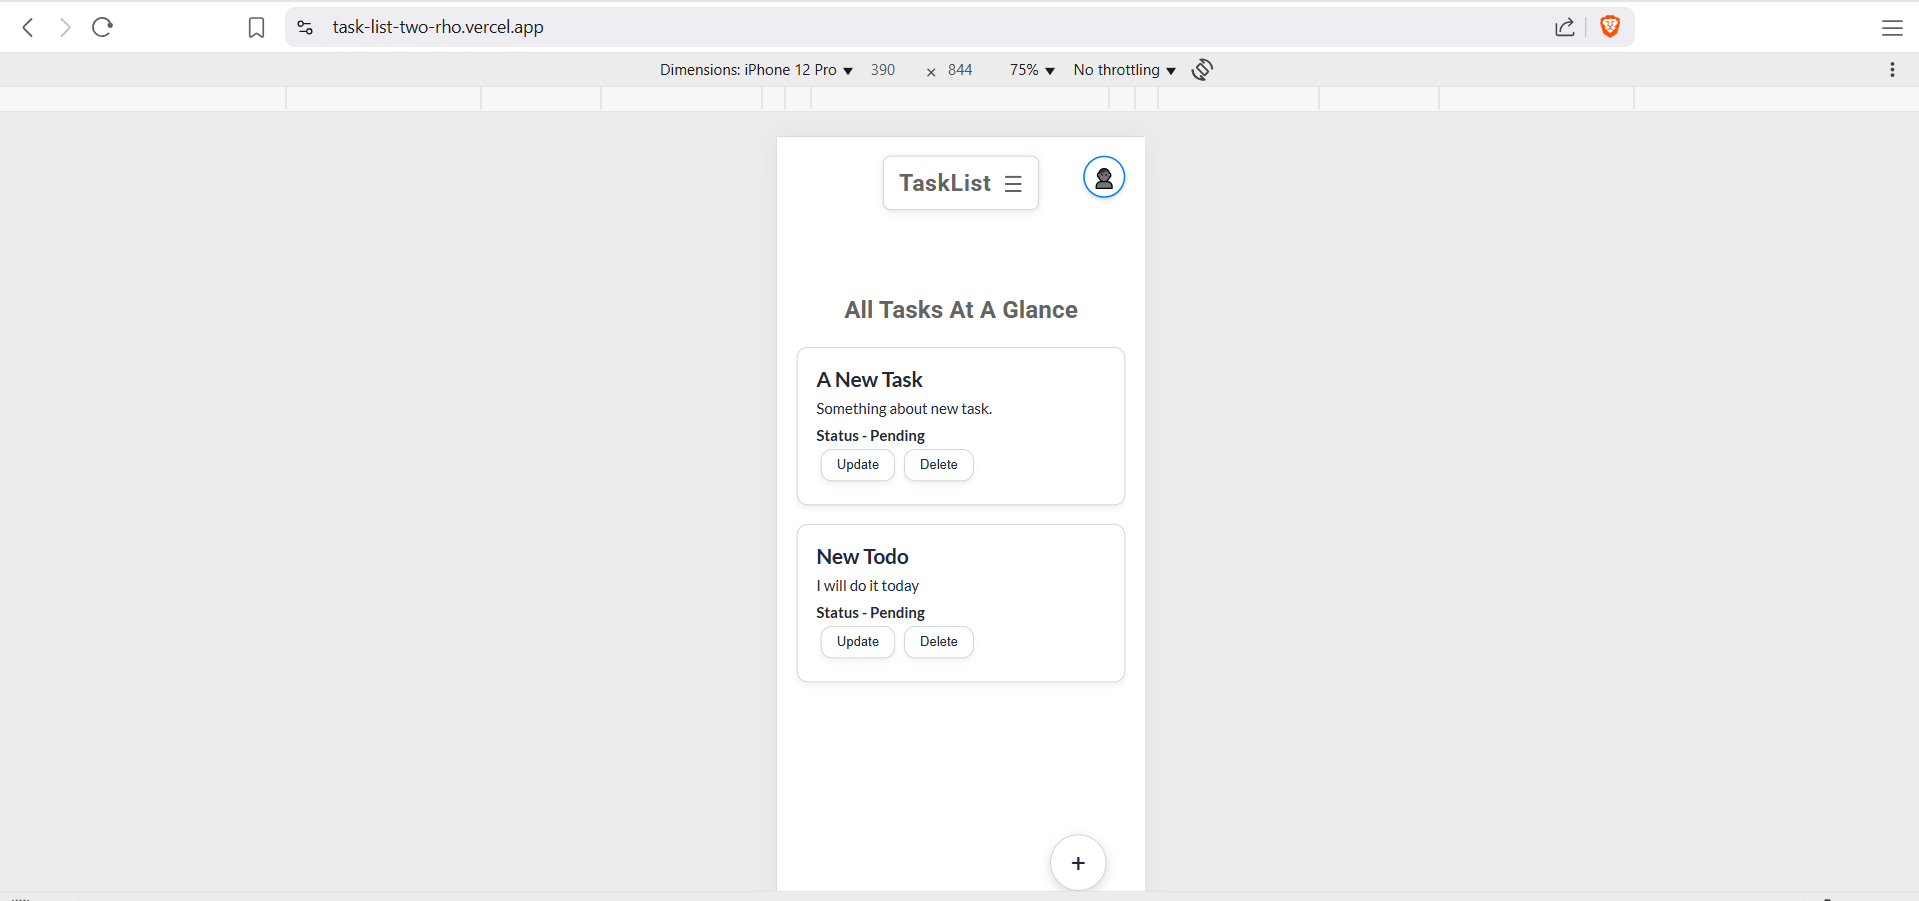 task-list-two-rho.vercel.app
Dimensions: iPhone 12 Pro ▼ 390 × 844 75% ▼ No throttling ▼
TaskList ☰
All Tasks At A Glance
A New Task
Something about new task.
Status - Pending
Update Delete
New Todo
I will do it today
Status - Pending
Update Delete
+